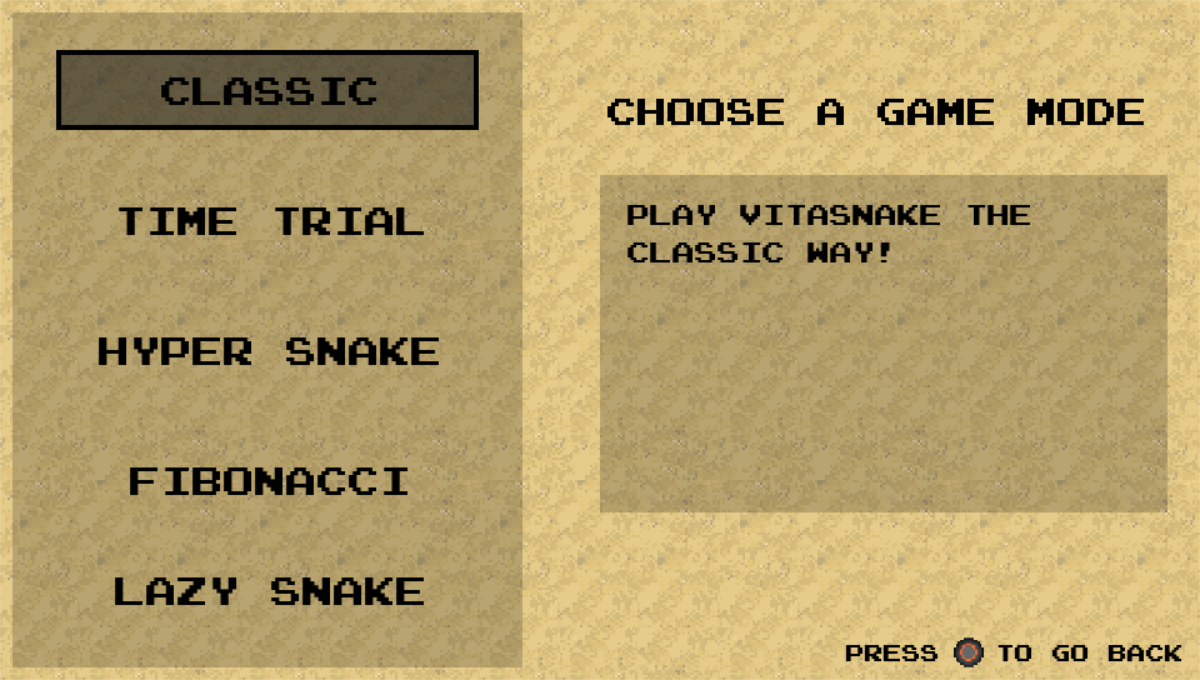 CLASSIC
TIME TRIAL
HYPER SNAKE
FIBONACCI
LAZY SNAKE
CHOOSE A GAME MODE
PLAY VITASNAKE THE
CLASSIC WAY!
PRESS TO GO BACK